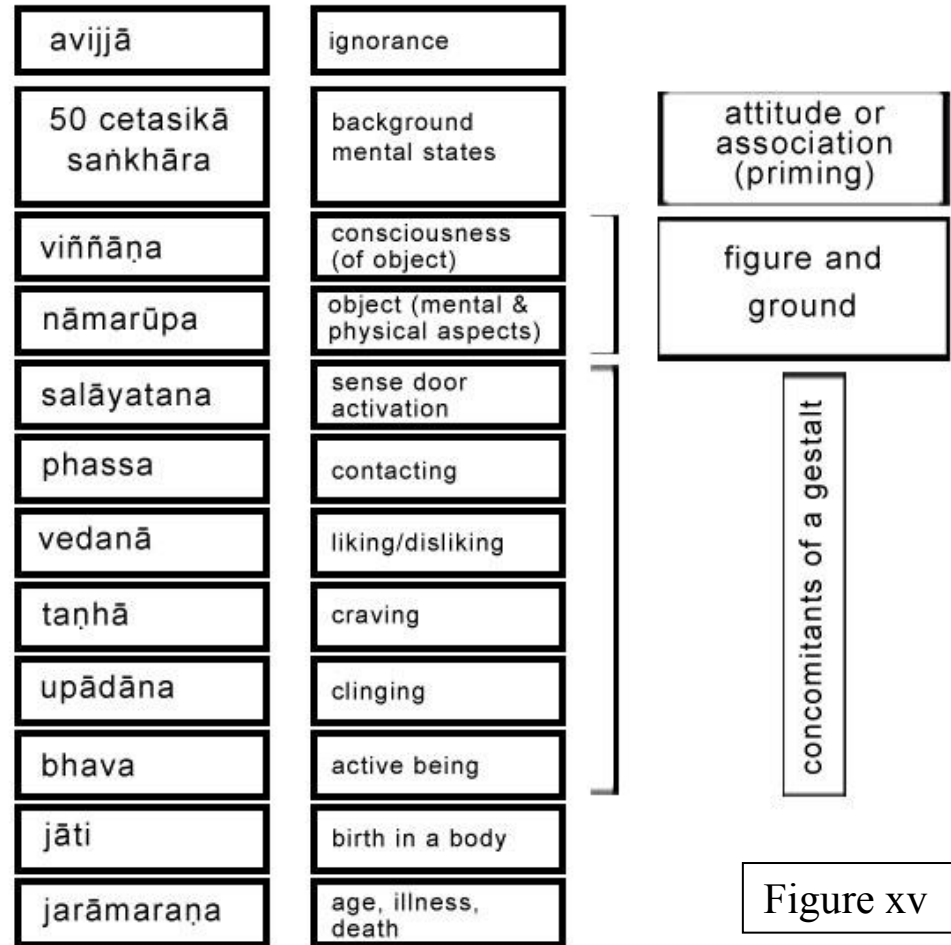 avijjā
ignorance
50 cetasikā
saṅkhāra
background
mental states
attitude or
association
(priming)
viññāṇa
consciousness
(of object)
figure and
ground
nāmarūpa
object (mental &
physical aspects)
salāyatana
sense door
activation
concomitants of a gestalt
phassa
contacting
vedanā
liking/disliking
taṇhā
craving
upādāna
clinging
bhava
active being
jāti
birth in a body
jarāmaraṇa
age, illness,
death
Figure xv